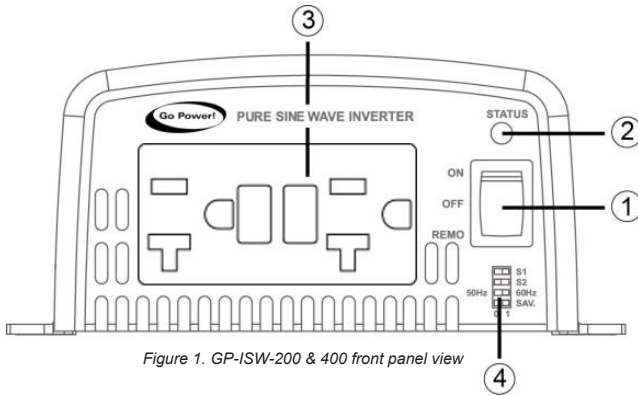 3
Go Power!
PURE SINE WAVE INVERTER
STATUS
2
ON
OFF
REMO
1
S1
S2
50Hz 60Hz
SAV.
0 1
Figure 1. GP-ISW-200 & 400 front panel view
4